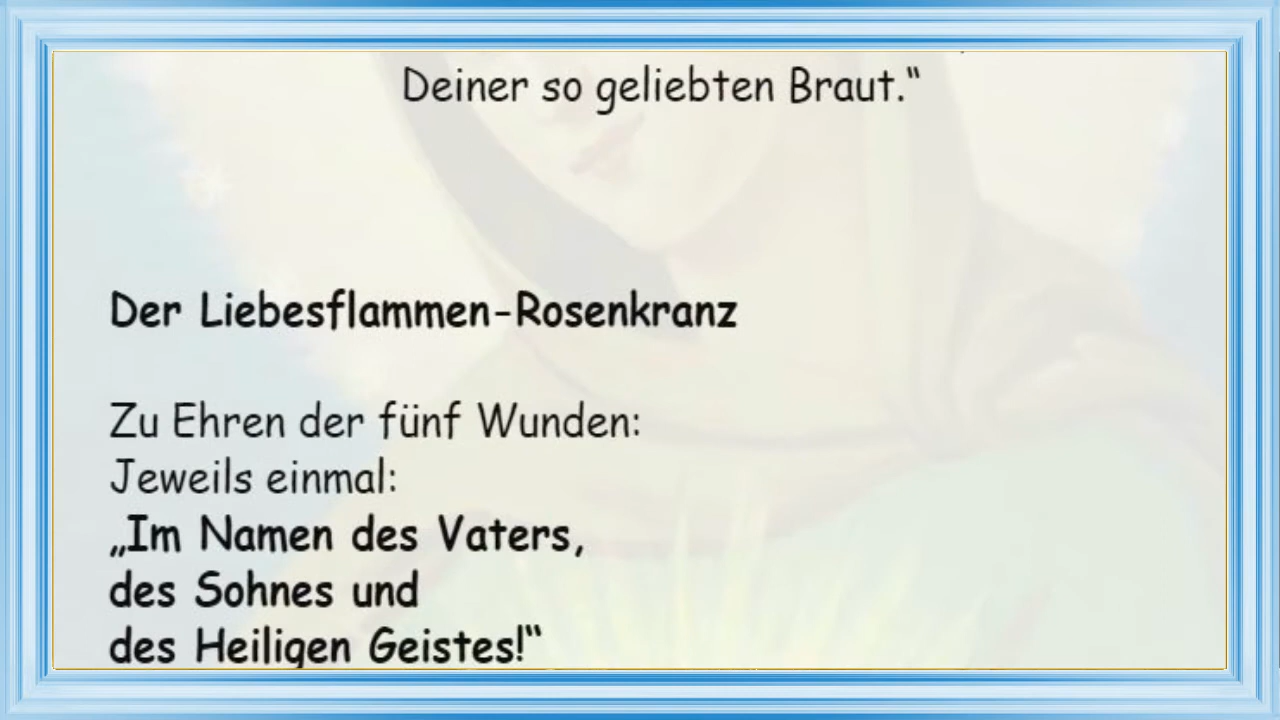 Deiner so geliebten Braut.“
Der Liebesflammen-Rosenkranz
Zu Ehren der fünf Wunden:
Jeweils einmal:
„Im Namen des Vaters,
des Sohnes und
des Heiligen Geistes!“